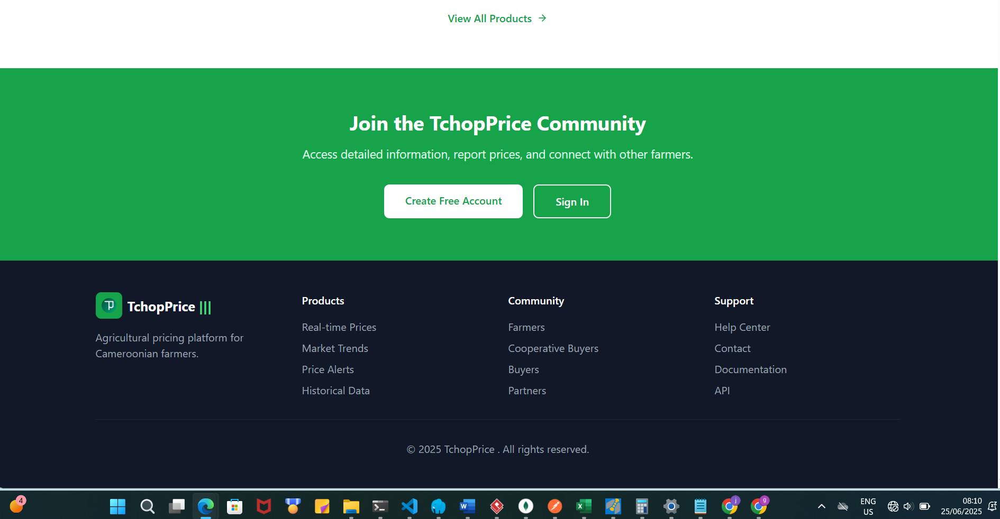 View All Products →
Join the TchopPrice Community
Access detailed information, report prices, and connect with other farmers.
Create Free Account
Sign In
TchopPrice |||
Agricultural pricing platform for
Cameroonian farmers.
Products
Real-time Prices
Market Trends
Price Alerts
Historical Data
Community
Farmers
Cooperative Buyers
Buyers
Partners
Support
Help Center
Contact
Documentation
API
© 2025 TchopPrice . All rights reserved.
4
j
g
ENG
US
08:10
25/06/2025